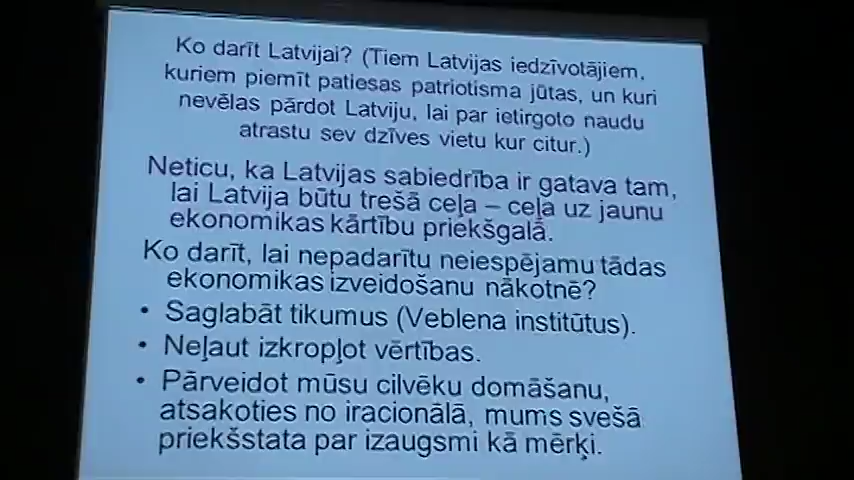 Ko darīt Latvijai? (Tiem Latvijas iedzīvotājiem,
kuriem piemīt patiesas patriotisma jūtas, un kuri
nevēlas pārdot Latviju, lai par ietirgoto naudu
atrastu sev dzīves vietu kur citur.)
Neticu, ka Latvijas sabiedrība ir gatava tam,
lai Latvija būtu trešā ceļa – ceļa uz jaunu
ekonomikas kārtību priekšgalā.
Ko darīt, lai nepadarītu neiespējamu tādas
ekonomikas izveidošanu nākotnē?
• Saglabāt tikumus (Veblena institūtus).
• Neļaut izkropļot vērtības.
• Pārveidot mūsu cilvēku domāšanu,
atsakoties no iracionālā, mums svešā
priekšstata par izaugsmi kā mērķi.